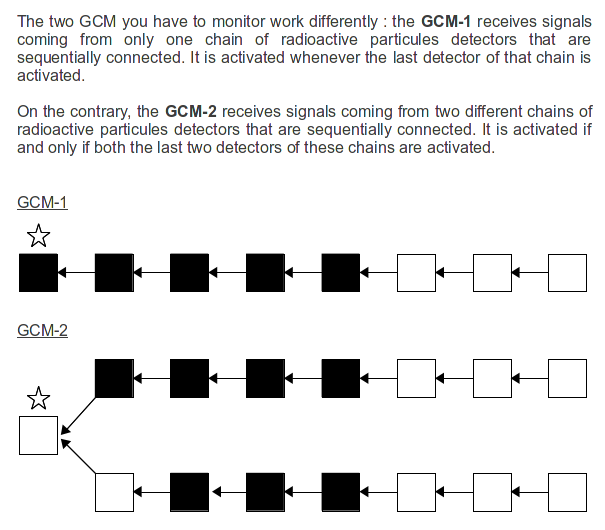 The two GCM you have to monitor work differently : the GCM-1 receives signals
coming from only one chain of radioactive particules detectors that are
sequentially connected. It is activated whenever the last detector of that chain is
activated.
On the contrary, the GCM-2 receives signals coming from two different chains of
radioactive particules detectors that are sequentially connected. It is activated if
and only if both the last two detectors of these chains are activated.
GCM-1
GCM-2